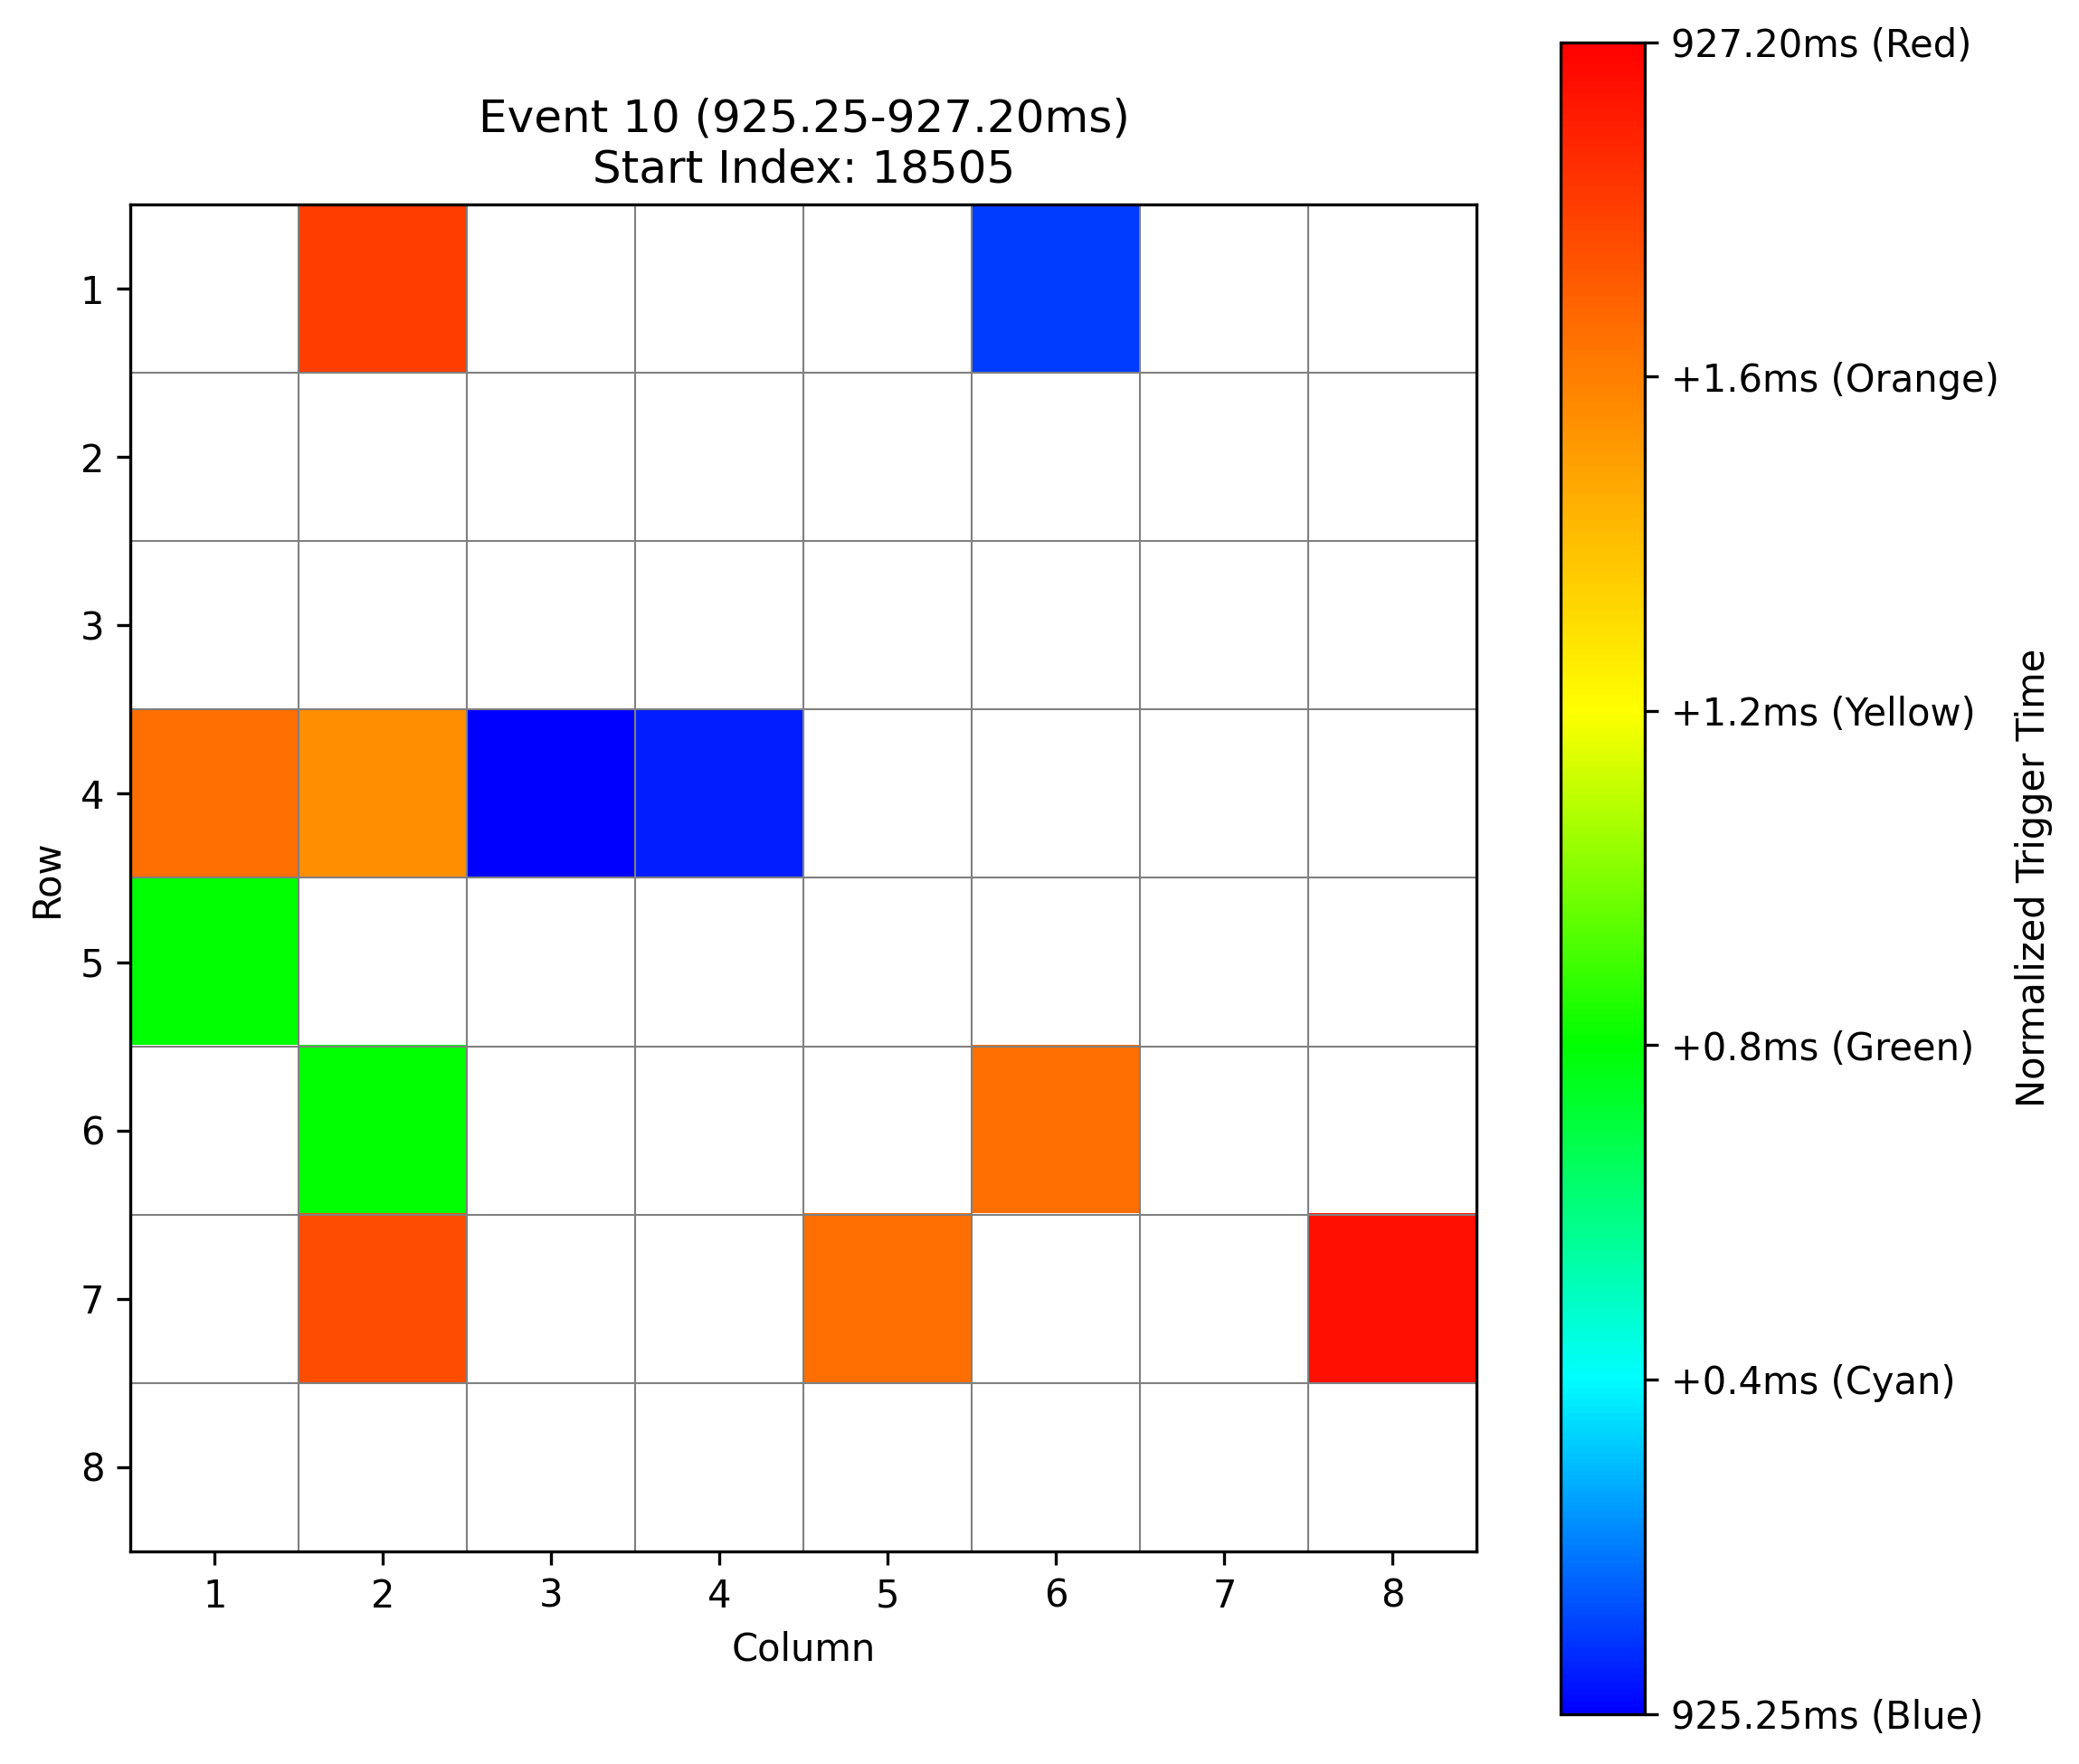 Event 10 (925.25-927.20ms)
Start Index: 18505
Row
1
2
3
4
5
6
7
8
1 2 3 4 5 6 7 8
Column
927.20ms (Red)
+1.6ms (Orange)
+1.2ms (Yellow)
+0.8ms (Green)
+0.4ms (Cyan)
925.25ms (Blue)
Normalized Trigger Time